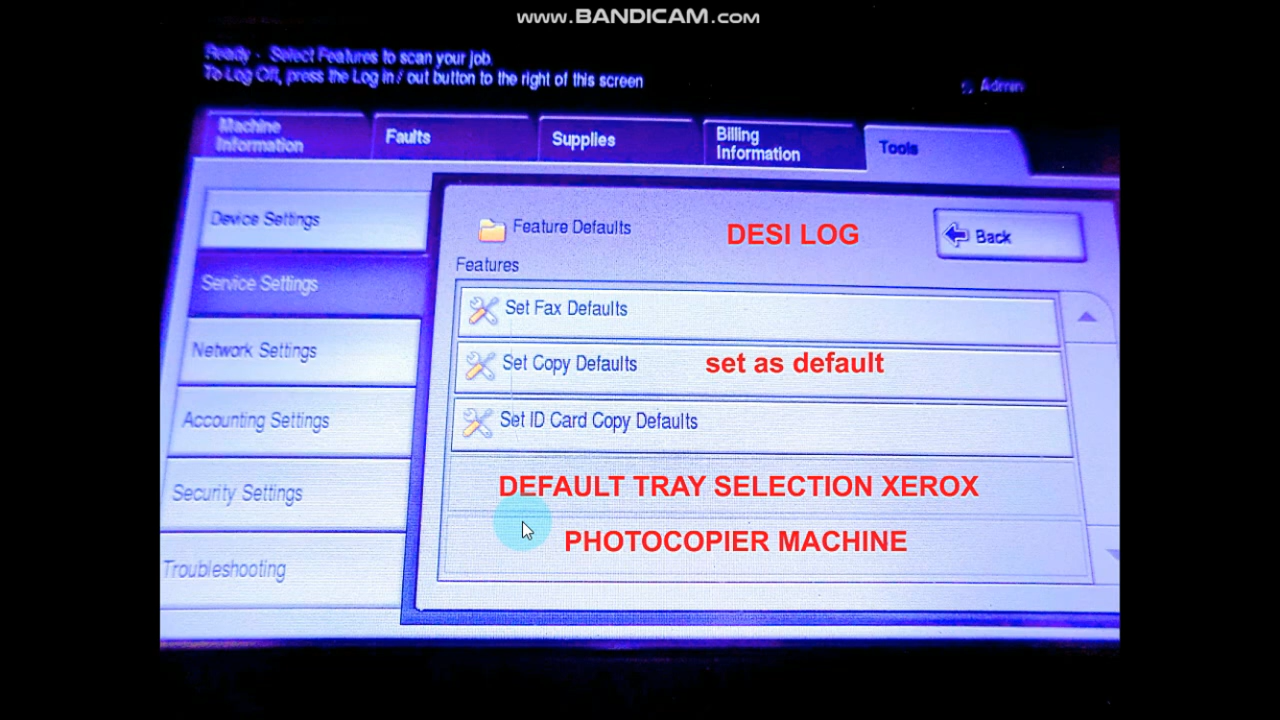 www.BANDICAM.com
Ready - Select Features to scan your job.
To Log Off, press the Log in / out button to the right of this screen
Admin
Machine
Information
Faults
Supplies
Billing
Information
Tools
Device Settings
Service Settings
Network Settings
Accounting Settings
Security Settings
Troubleshooting
Feature Defaults
DESI LOG
Back
Features
Set Fax Defaults
Set Copy Defaults
set as default
Set ID Card Copy Defaults
DEFAULT TRAY SELECTION XEROX
PHOTOCOPIER MACHINE